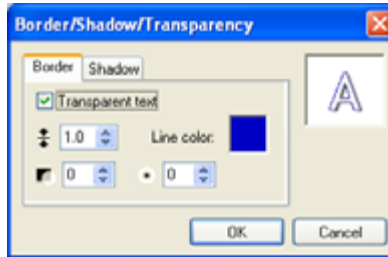 Border/Shadow/Transparency
Border Shadow
Transparent text
1.0 Line color:
0 0
A
OK Cancel